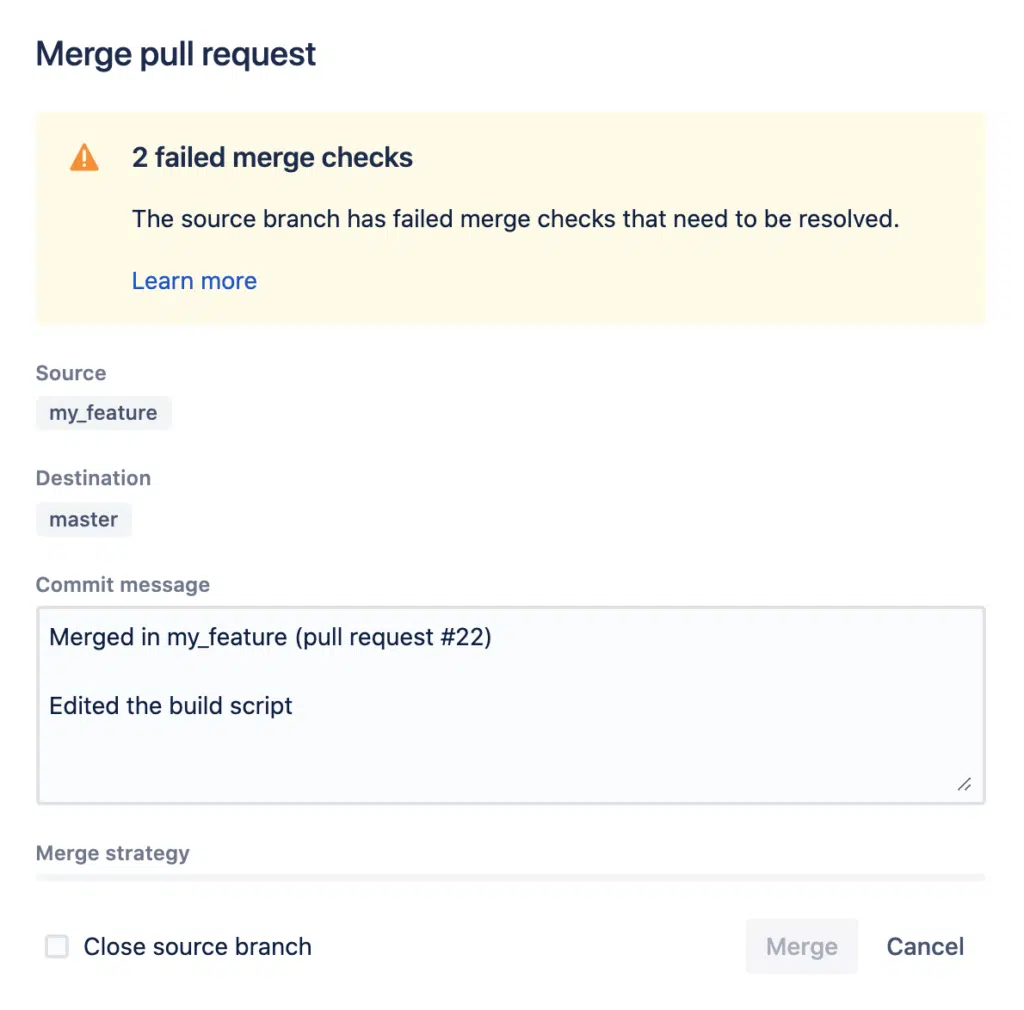 Merge pull request
2 failed merge checks
The source branch has failed merge checks that need to be resolved.
Learn more
Source
my_feature
Destination
master
Commit message
Merged in my_feature (pull request #22)
Edited the build script
Merge strategy
Close source branch
Merge
Cancel